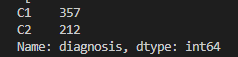 C1    357
C2    212
Name: diagnosis, dtype: int64